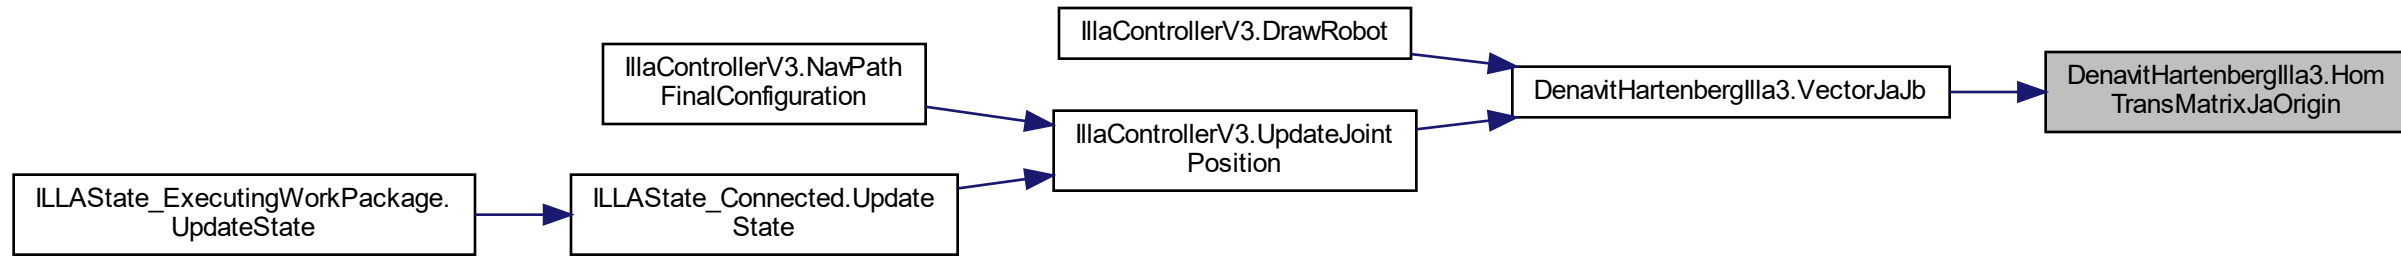 IllaControllerV3.DrawRobot
IllaControllerV3.NavPath
FinalConfiguration
DenavitHartenbergIlla3.Hom
TransMatrixJaOrigin
DenavitHartenbergIlla3.VectorJaJb
IllaControllerV3.UpdateJoint
Position
ILLAState_ExecutingWorkPackage.
UpdateState
ILLAState_Connected.Update
State